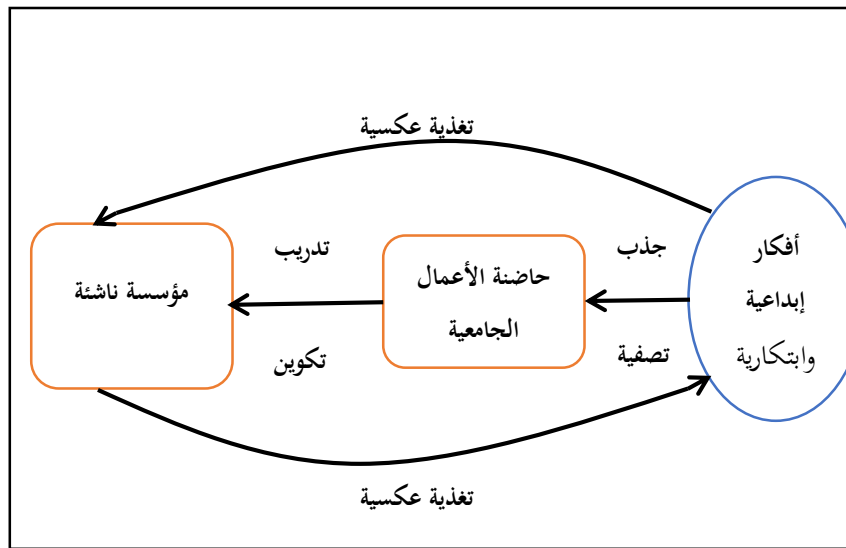 تغذية عكسية
أفكار
إبداعية
وابتكارية
جذب
تصفية
حاضنة الأعمال
الجامعية
تدريب
تكوين
مؤسسة ناشئة
تغذية عكسية